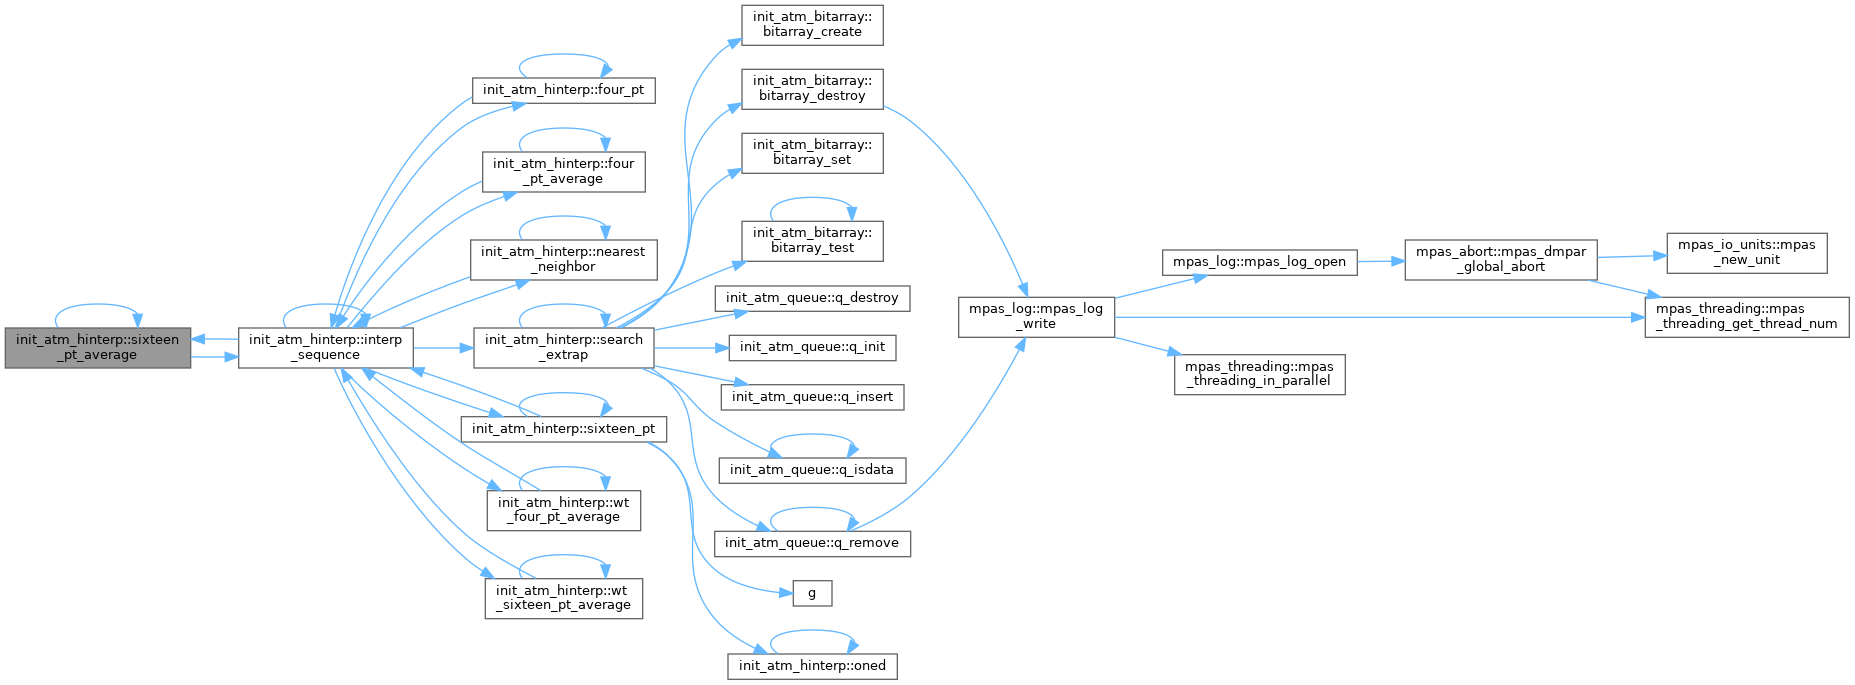 init_atm_hinterp::sixteen
_pt_average
init_atm_hinterp::interp
_sequence
init_atm_hinterp::four_pt
init_atm_hinterp::four
_pt_average
init_atm_hinterp::nearest
_neighbor
init_atm_hinterp::search
_extrap
init_atm_hinterp::sixteen_pt
init_atm_hinterp::wt
_four_pt_average
init_atm_hinterp::wt
_sixteen_pt_average
init_atm_bitarray::
bitarray_create
init_atm_bitarray::
bitarray_destroy
init_atm_bitarray::
bitarray_set
init_atm_bitarray::
bitarray_test
init_atm_queue::q_destroy
init_atm_queue::q_init
init_atm_queue::q_insert
init_atm_queue::q_isdata
init_atm_queue::q_remove
g
init_atm_hinterp::oned
mpas_log::mpas_log
_write
mpas_log::mpas_log_open
mpas_threading::mpas
_threading_in_parallel
mpas_abort::mpas_dmpar
_global_abort
mpas_io_units::mpas
_new_unit
mpas_threading::mpas
_threading_get_thread_num